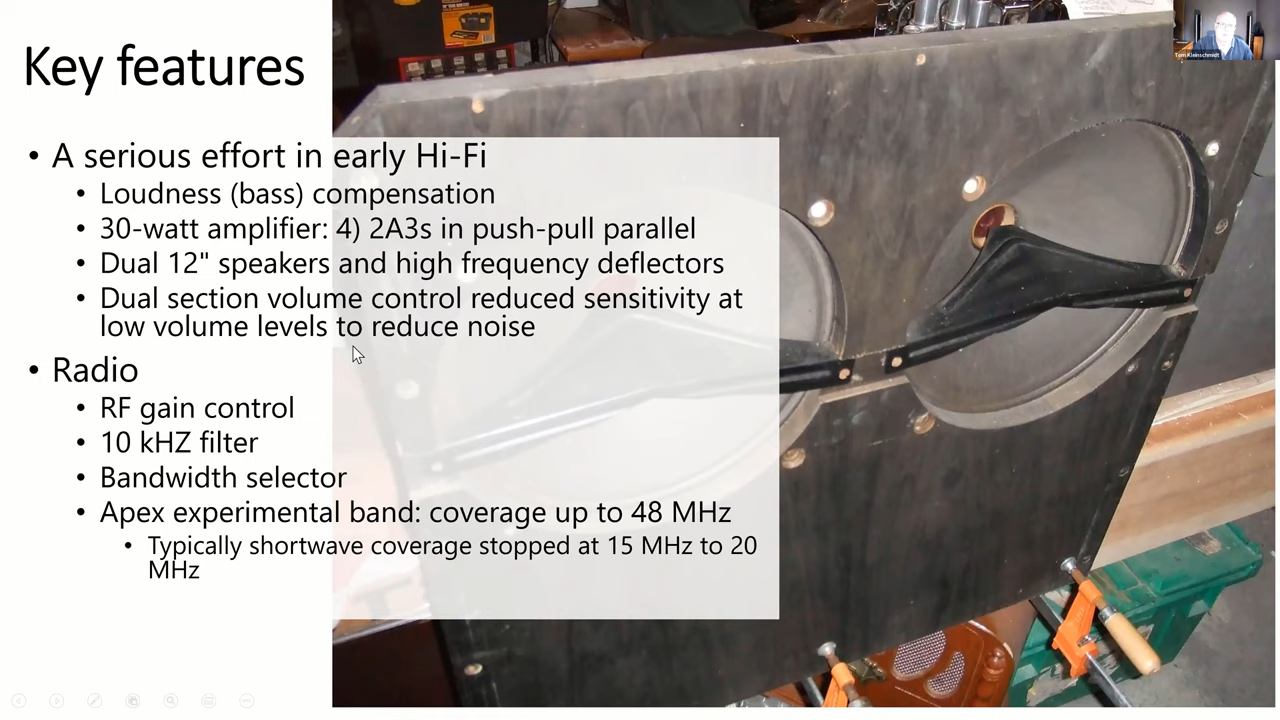 Key features
• A serious effort in early Hi-Fi
• Loudness (bass) compensation
• 30-watt amplifier: 4) 2A3s in push-pull parallel
• Dual 12" speakers and high frequency deflectors
• Dual section volume control reduced sensitivity at
low volume levels to reduce noise
• Radio
• RF gain control
• 10 kHZ filter
• Bandwidth selector
• Apex experimental band: coverage up to 48 MHz
• Typically shortwave coverage stopped at 15 MHz to 20
MHz
Tom Kleinschmidt